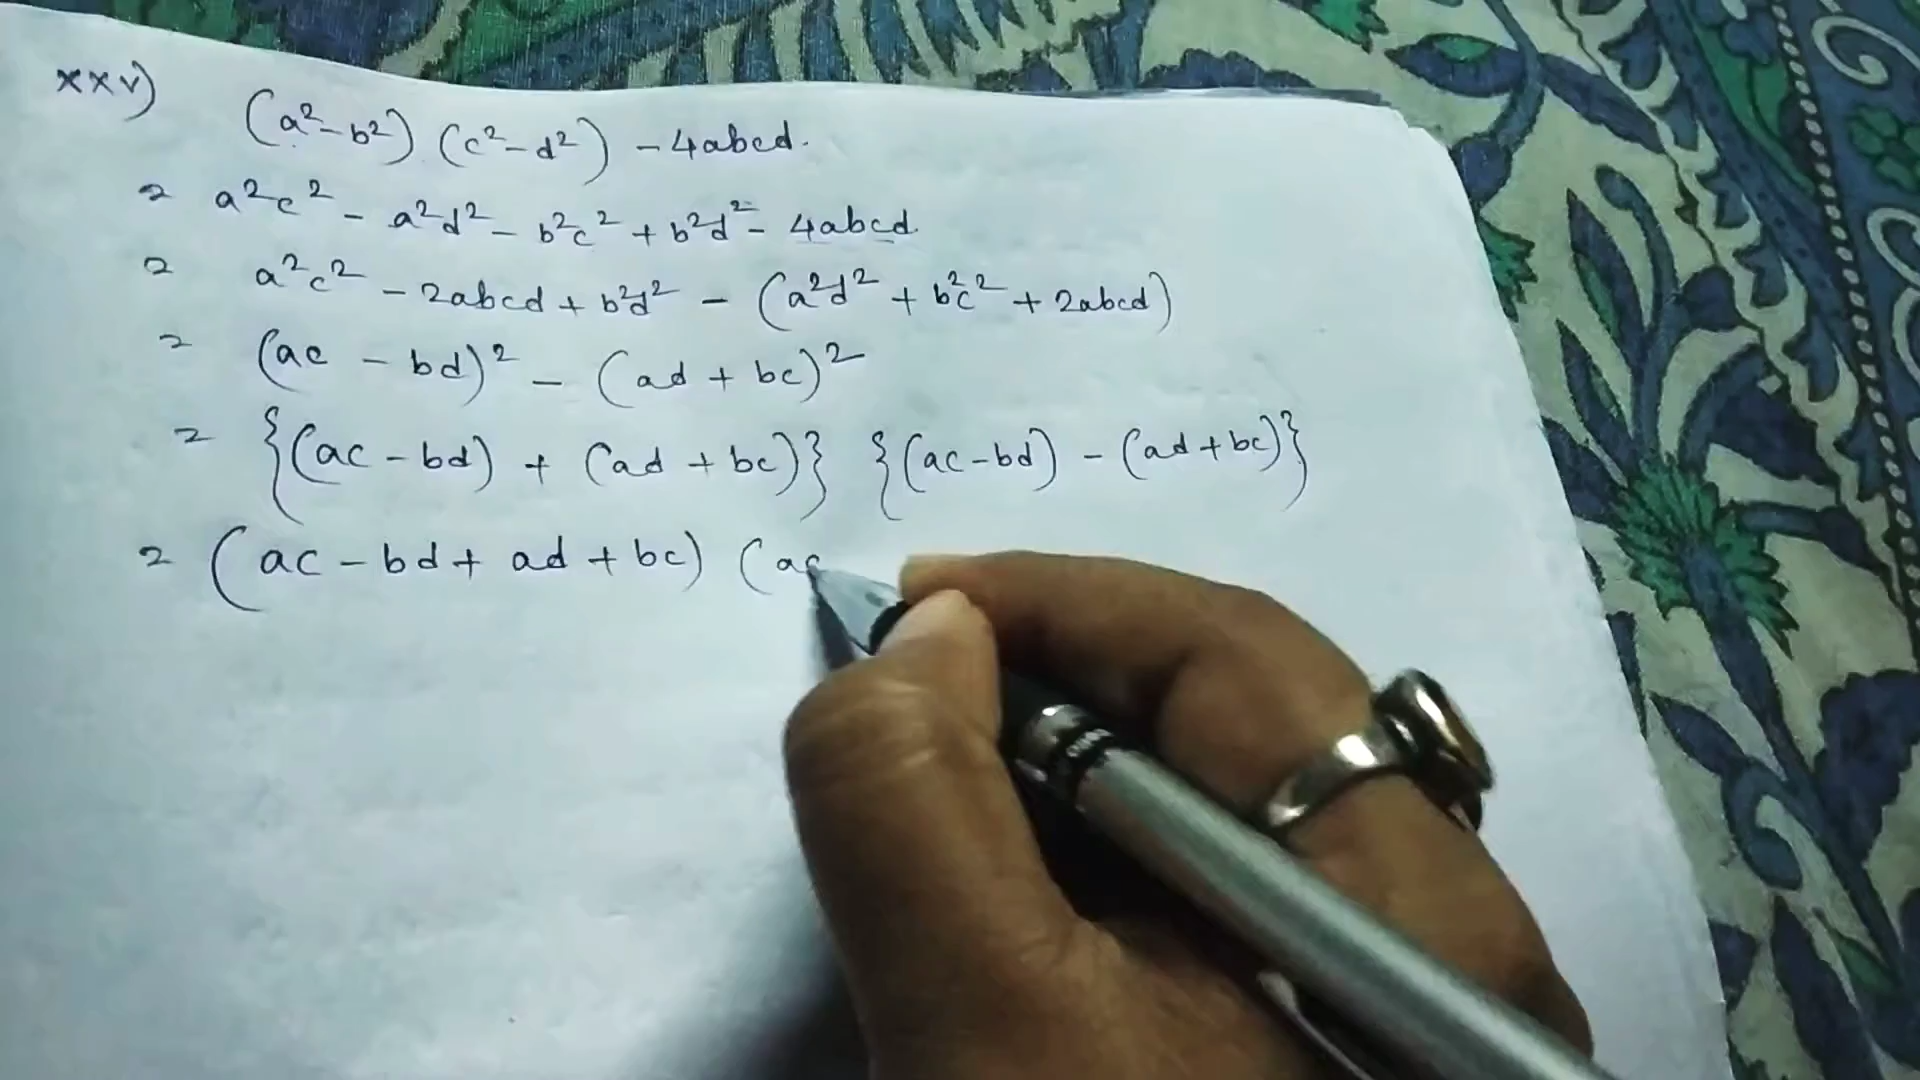 xxv) (a² - b²) (c² - d²) - 4abcd.
= a²c² - a²d² - b²c² + b²d² - 4abcd.
= a²c² - 2abcd + b²d² - (a²d² + b²c² + 2abcd)
= (ac - bd)² - (ad + bc)²
= {(ac - bd) + (ad + bc)} {(ac - bd) - (ad + bc)}
= (ac - bd + ad + bc) (ac